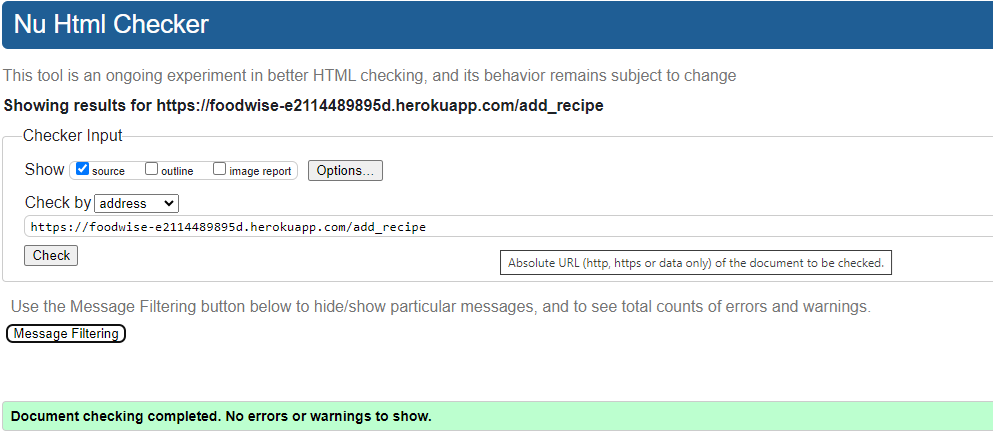 Nu Html Checker
This tool is an ongoing experiment in better HTML checking, and its behavior remains subject to change
Showing results for https://foodwise-e2114489895d.herokuapp.com/add_recipe
Checker Input
Show source outline image report Options...
Check by address
https://foodwise-e2114489895d.herokuapp.com/add_recipe
Check
Absolute URL (http, https or data only) of the document to be checked.
Use the Message Filtering button below to hide/show particular messages, and to see total counts of errors and warnings.
Message Filtering
Document checking completed. No errors or warnings to show.